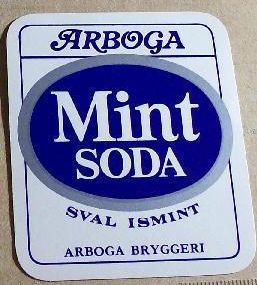 ARBOGA
Mint
SODA
SVAL ISMINT
ARBOGA BRYGGERI